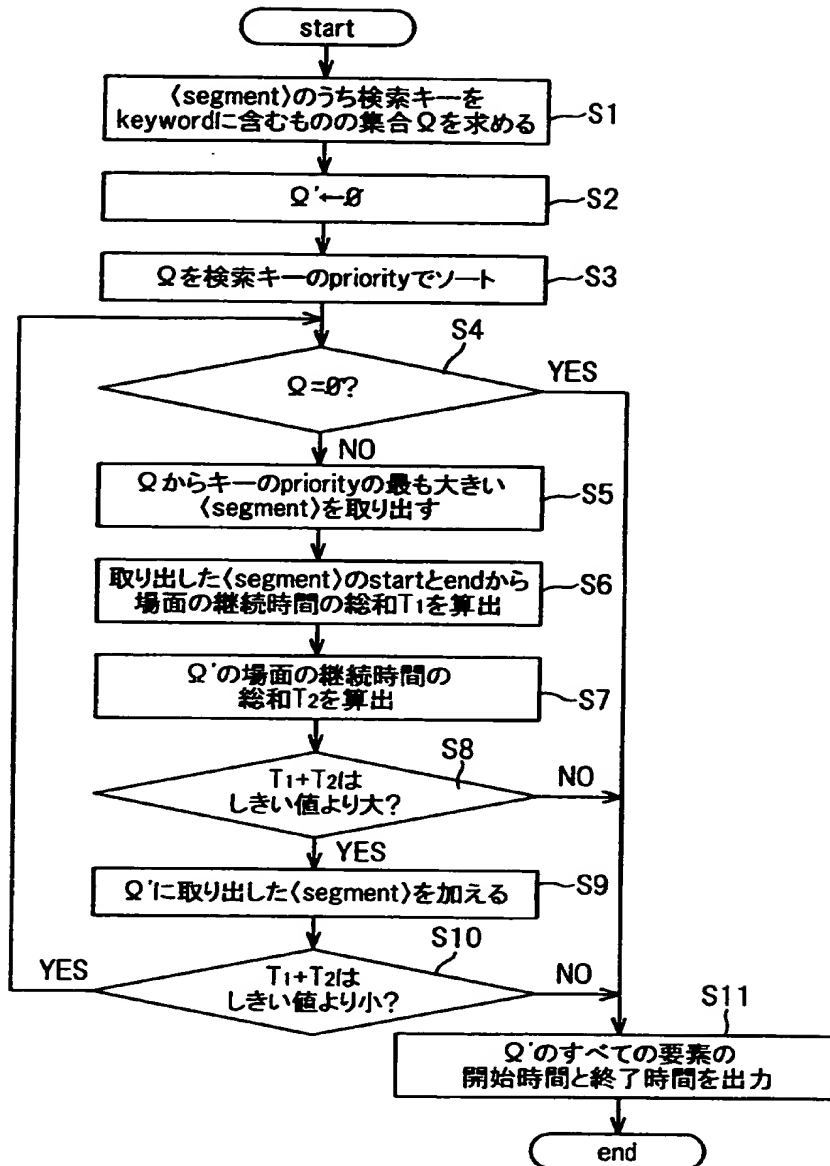 start
〈segment〉のうち検索キーを
keywordに含むものの集合Ωを求める
S1
Ω'←∅
S2
Ωを検索キーのpriorityでソート
S3
S4
Ω=∅?
YES
NO
Ωからキーのpriorityの最も大きい
〈segment〉を取り出す
S5
取り出した〈segment〉のstartとendから
場面の継続時間の総和T1を算出
S6
Ω'の場面の継続時間の
総和T2を算出
S7
S8
T1+T2は
しきい値より大?
NO
YES
Ω'に取り出した〈segment〉を加える
S9
S10
YES
T1+T2は
しきい値より小?
NO
S11
Ω'のすべての要素の
開始時間と終了時間を出力
end